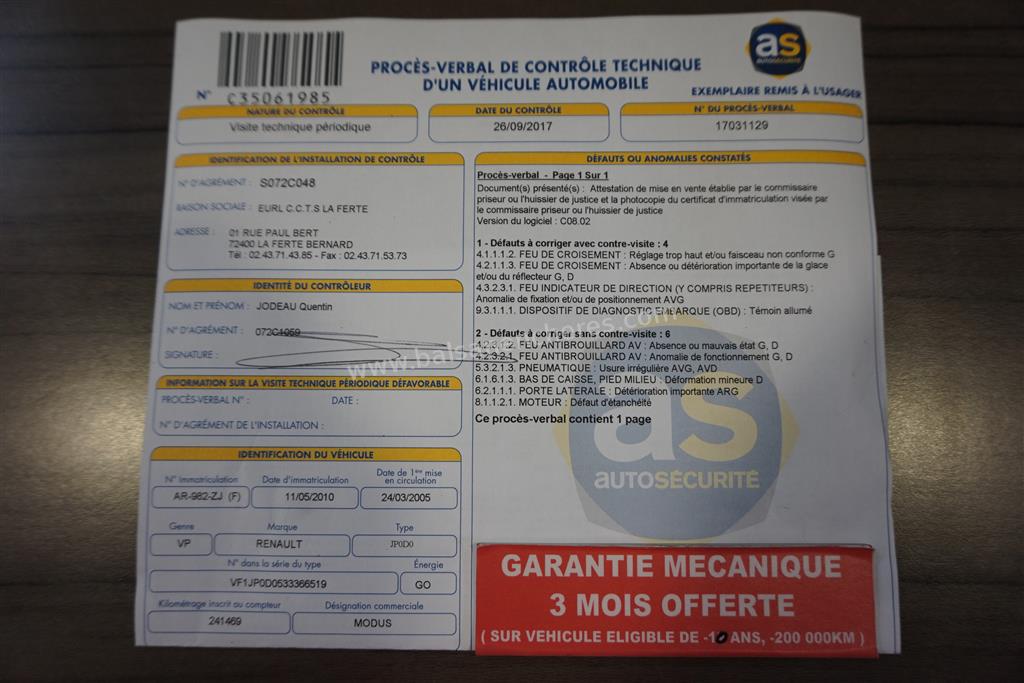 as
AUTOSÉCURITÉ
PROCÈS-VERBAL DE CONTRÔLE TECHNIQUE
D'UN VÉHICULE AUTOMOBILE
N° C35061985
EXEMPLAIRE REMIS À L'USAGER
NATURE DU CONTRÔLE
Visite technique périodique
DATE DU CONTRÔLE
26/09/2017
N° DU PROCÈS-VERBAL
17031129
IDENTIFICATION DE L'INSTALLATION DE CONTRÔLE
N° D'AGRÉMENT : S072C048
RAISON SOCIALE : EURL C.C.T.S LA FERTE
ADRESSE : 01 RUE PAUL BERT
72400 LA FERTE BERNARD
Tél : 02.43.71.43.85 - Fax : 02.43.71.53.73
IDENTITÉ DU CONTRÔLEUR
NOM ET PRÉNOM : JODEAU Quentin
N° D'AGRÉMENT : 072C1059
SIGNATURE :
INFORMATION SUR LA VISITE TECHNIQUE PÉRIODIQUE DÉFAVORABLE
PROCÈS-VERBAL N° : DATE :
N° D'AGRÉMENT DE L'INSTALLATION :
IDENTIFICATION DU VÉHICULE
N° Immatriculation
AR-982-ZJ (F)
Date d'immatriculation
11/05/2010
Date de 1ère mise
en circulation
24/03/2005
Genre
VP
Marque
RENAULT
Type
JP0D0
N° dans la série du type
VF1JP0D0533366519
Énergie
GO
Kilométrage inscrit au compteur
241469
Désignation commerciale
MODUS
DÉFAUTS OU ANOMALIES CONSTATÉS
Procès-verbal - Page 1 Sur 1
Document(s) présenté(s) : Attestation de mise en vente établie par le commissaire
priseur ou l'huissier de justice et la photocopie du certificat d'immatriculation visée par
le commissaire priseur ou l'huissier de justice
Version du logiciel : C08.02
1 - Défauts à corriger avec contre-visite : 4
4.1.1.1.2. FEU DE CROISEMENT : Réglage trop haut et/ou faisceau non conforme G
4.2.1.1.3. FEU DE CROISEMENT : Absence ou détérioration importante de la glace
et/ou du réflecteur G, D
4.3.2.3.1. FEU INDICATEUR DE DIRECTION (Y COMPRIS REPETITEURS) :
Anomalie de fixation et/ou de positionnement AVG
9.3.1.1.1. DISPOSITIF DE DIAGNOSTIC EMBARQUE (OBD) : Témoin allumé
2 - Défauts à corriger sans contre-visite : 6
4.2.3.1.2. FEU ANTIBROUILLARD AV : Absence ou mauvais état G, D
4.2.3.2.1. FEU ANTIBROUILLARD AV : Anomalie de fonctionnement G, D
5.3.2.1.3. PNEUMATIQUE : Usure irrégulière AVG, AVD
6.1.6.1.3. BAS DE CAISSE, PIED MILIEU : Déformation mineure D
6.2.1.1.1. PORTE LATERALE : Détérioration importante ARG
8.1.1.2.1. MOTEUR : Défaut d'étanchéité
Ce procès-verbal contient 1 page
as
AUTOSÉCURITÉ
GARANTIE MECANIQUE
3 MOIS OFFERTE
( SUR VEHICULE ELIGIBLE DE -10 ANS, -200 000KM )